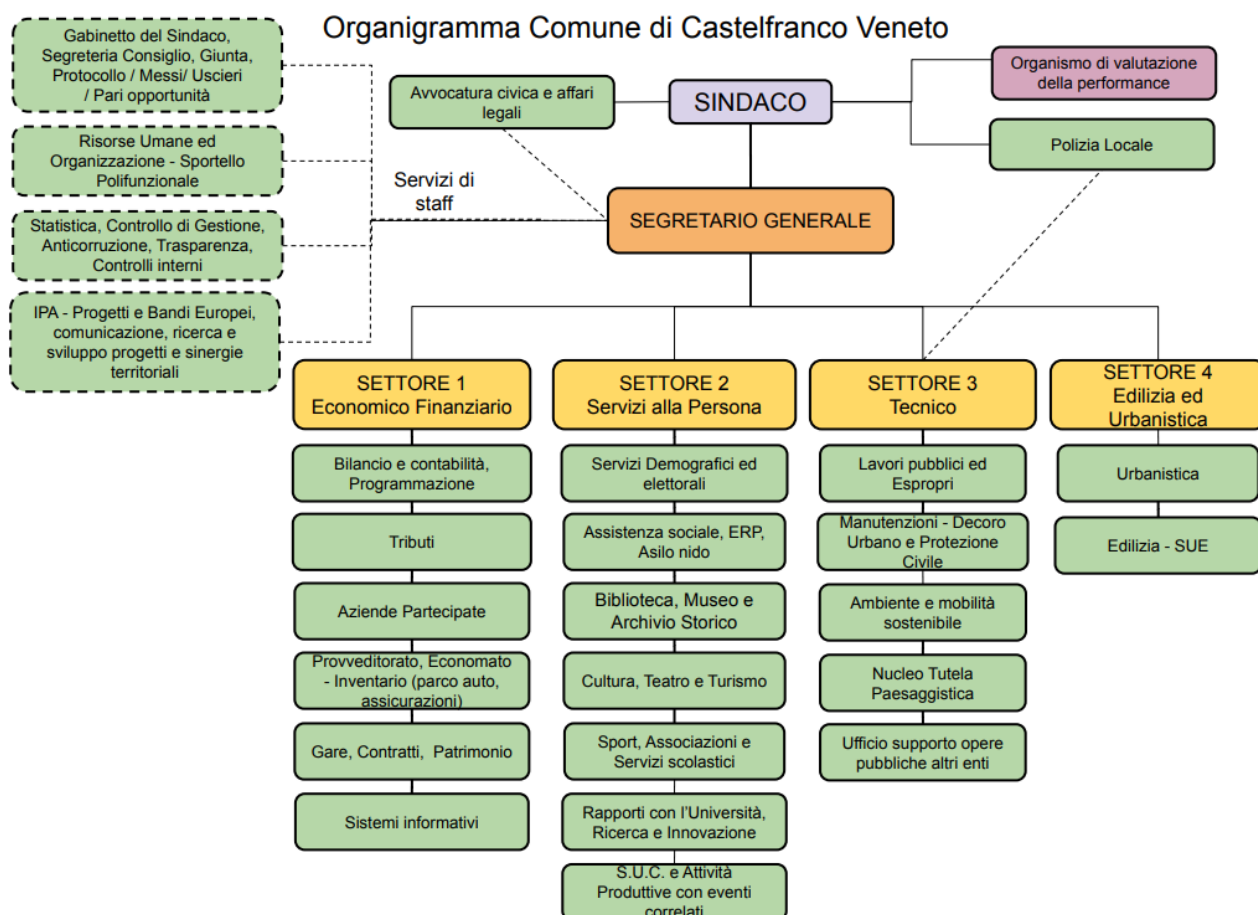 Organigramma Comune di Castelfranco Veneto
Gabinetto del Sindaco,
Segreteria Consiglio, Giunta,
Protocollo / Messi/ Uscieri
/ Pari opportunità
Risorse Umane ed
Organizzazione - Sportello
Polifunzionale
Statistica, Controllo di Gestione,
Anticorruzione, Trasparenza,
Controlli interni
IPA - Progetti e Bandi Europei,
comunicazione, ricerca e
sviluppo progetti e sinergie
territoriali
Servizi di
staff
Avvocatura civica e affari
legali
SINDACO
Organismo di valutazione
della performance
Polizia Locale
SEGRETARIO GENERALE
SETTORE 1
Economico Finanziario
Bilancio e contabilità,
Programmazione
Tributi
Aziende Partecipate
Provveditorato, Economato
- Inventario (parco auto,
assicurazioni)
Gare, Contratti, Patrimonio
Sistemi informativi
SETTORE 2
Servizi alla Persona
Servizi Demografici ed
elettorali
Assistenza sociale, ERP,
Asilo nido
Biblioteca, Museo e
Archivio Storico
Cultura, Teatro e Turismo
Sport, Associazioni e
Servizi scolastici
Rapporti con l'Università,
Ricerca e Innovazione
S.U.C. e Attività
Produttive con eventi
correlati
SETTORE 3
Tecnico
Lavori pubblici ed
Espropri
Manutenzioni - Decoro
Urbano e Protezione
Civile
Ambiente e mobilità
sostenibile
Nucleo Tutela
Paesaggistica
Ufficio supporto opere
pubbliche altri enti
SETTORE 4
Edilizia ed
Urbanistica
Urbanistica
Edilizia - SUE